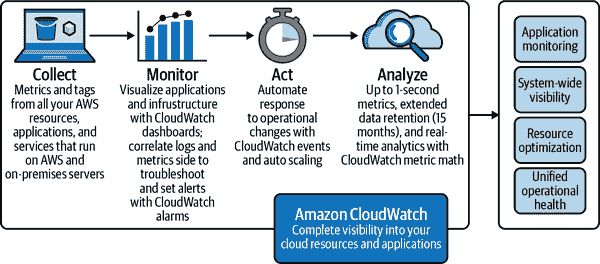 Collect
Metrics and tags
from all your AWS
resources,
applications, and
services that run
on AWS and
on-premises servers
Monitor
Visualize applications
and infrustructure
with CloudWatch
dashboards;
correlate logs and
metrics side to
troubleshoot
and set alerts
with CloudWatch
alarms
Act
Automate
response
to operational
changes with
CloudWatch events
and auto scaling
Analyze
Up to 1-second
metrics, extended
data retention (15
months), and real-
time analytics with
CloudWatch metric math
Amazon CloudWatch
Complete visibility into your
cloud resources and applications
Application
monitoring
System-wide
visibility
Resource
optimization
Unified
operational
health